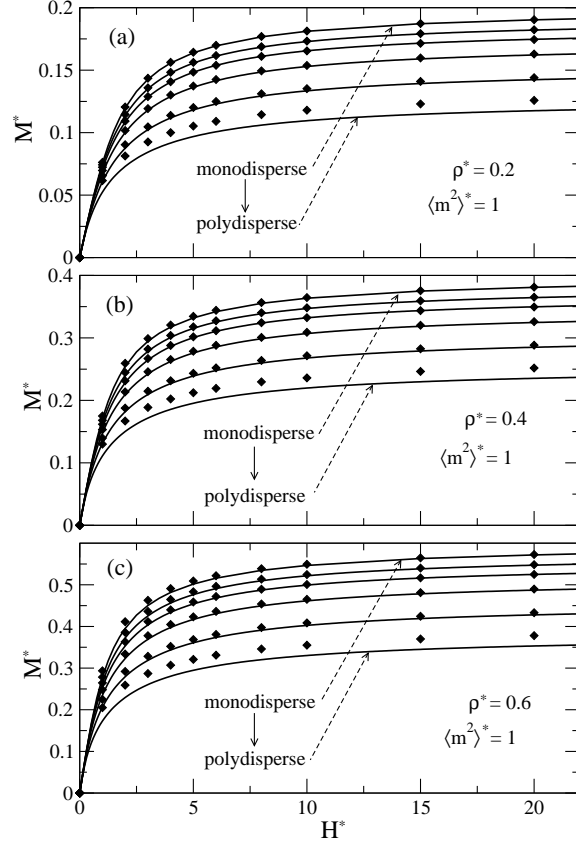 0.2
(a)
0.15
M*
0.1
monodisperse
ρ* = 0.2
0.05
polydisperse
⟨m²⟩* = 1
0
0.4
(b)
0.3
M*
0.2
monodisperse
ρ* = 0.4
0.1
polydisperse
⟨m²⟩* = 1
0
(c)
0.5
0.4
M*
0.3
0.2
monodisperse
ρ* = 0.6
0.1
polydisperse
⟨m²⟩* = 1
0
0 5 10 15 20
H*